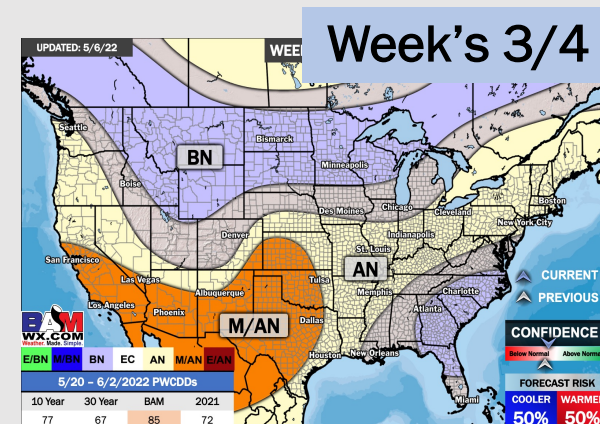 Week's 3/4
UPDATED: 5/6/22
WEE
Seattle
Bismarck
BN
Minneapolis
Boise
Boston
Des Moines
Chicago
Cleveland
New York City
Denver
Indianapolis
San Francisco
St. Louis
AN
CURRENT
Las Vegas
Tulsa
Albuquerque
Memphis
Charlotte
PREVIOUS
Los Angeles
Phoenix
Atlanta
M/AN
Dallas
BAM
WX.COM
Weather. Made. Simple.
CONFIDENCE
Houston
New Orleans
Below Normal
Above Norma
E/BN
M/BN
BN
EC
AN
M/AN
E/AN
5/20 – 6/2/2022 PWCDDs
FORECAST RISK
10 Year
30 Year
BAM
2021
Miami
COOLER
WARME
77
67
85
72
50%
50%